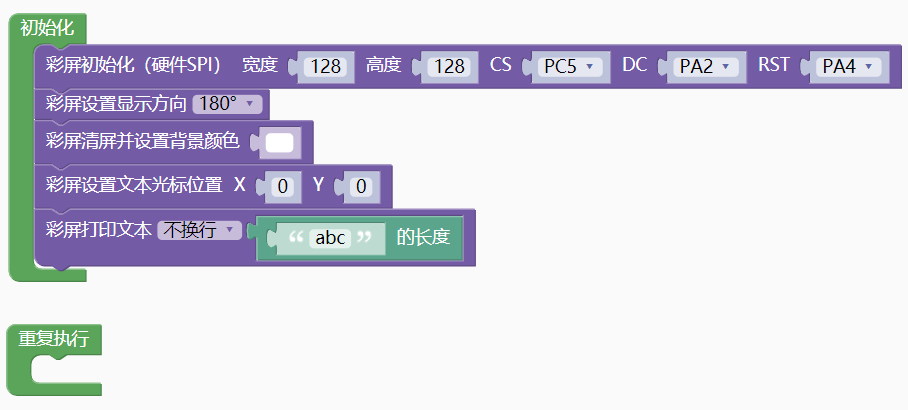 初始化
彩屏初始化（硬件SPI） 宽度 128 高度 128 CS PC5 DC PA2 RST PA4
彩屏设置显示方向 180°
彩屏清屏并设置背景颜色
彩屏设置文本光标位置 X 0 Y 0
彩屏打印文本 不换行 “ abc ” 的长度
重复执行